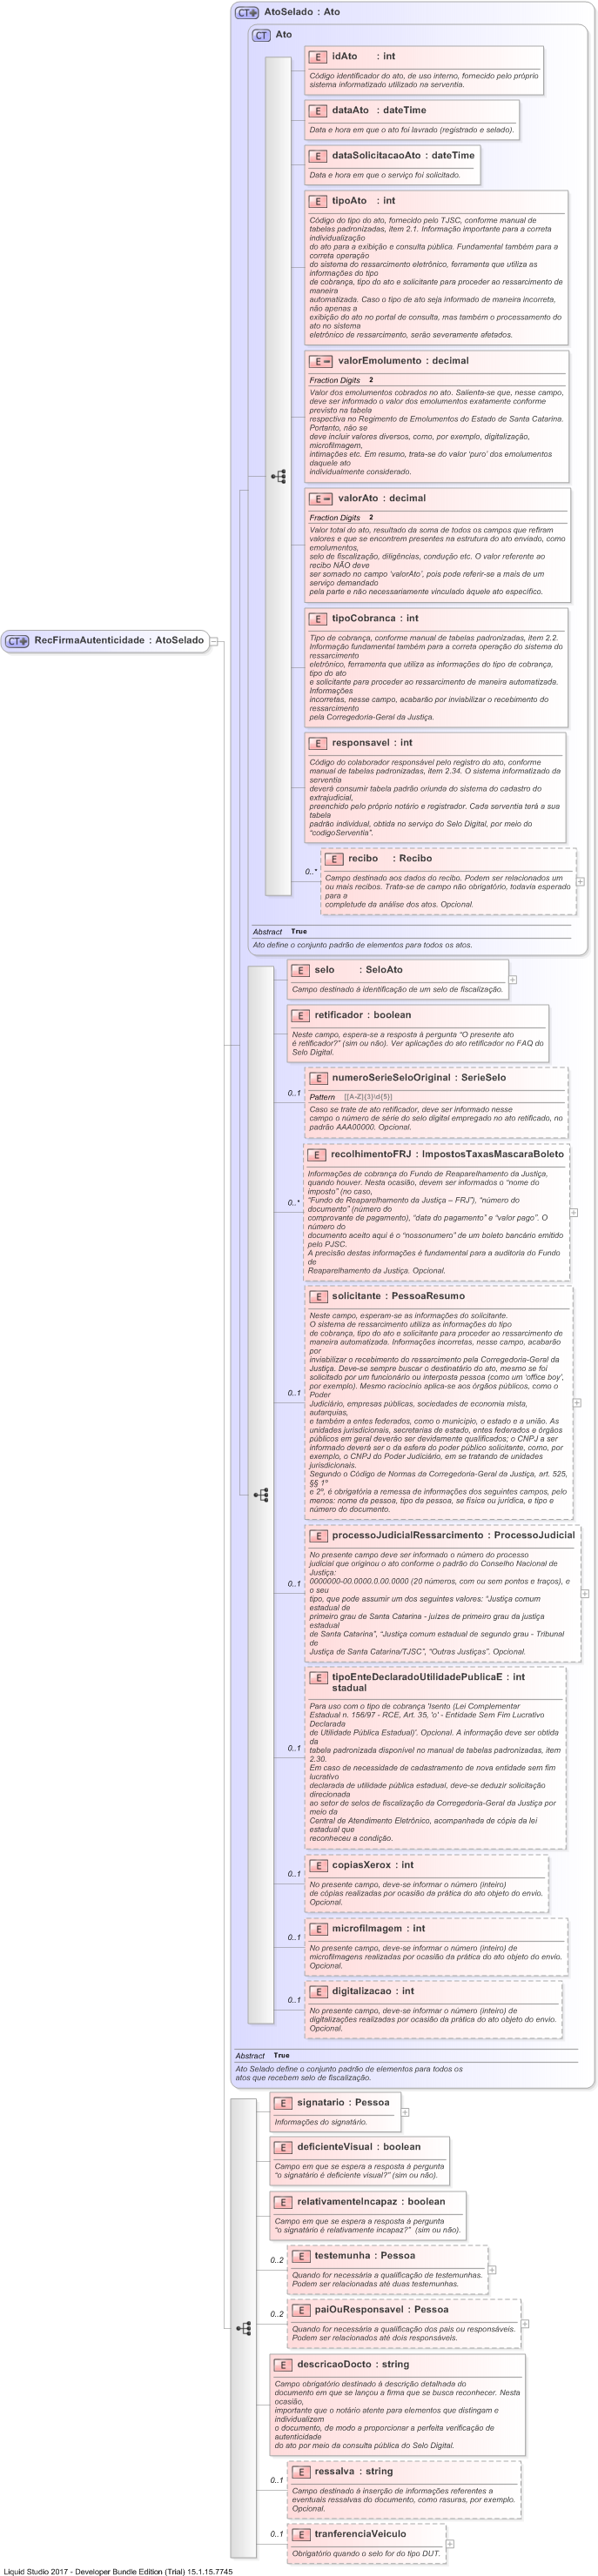 CT AtoSelado : Ato
CT Ato
E idAto : int
Código identificador do ato, de uso interno, fornecido pelo próprio
sistema informatizado utilizado na serventia.
E dataAto : dateTime
Data e hora em que o ato foi lavrado (registrado e selado).
E dataSolicitacaoAto : dateTime
Data e hora em que o serviço foi solicitado.
E tipoAto : int
Código do tipo do ato, fornecido pelo TJSC, conforme manual de
tabelas padronizadas, item 2.1. Informação importante para a correta
individualização
do ato para a exibição e consulta pública. Fundamental também para a
correta operação
do sistema do ressarcimento eletrônico, ferramenta que utiliza as
informações do tipo
de cobrança, tipo do ato e solicitante para proceder ao ressarcimento de
maneira
automatizada. Caso o tipo de ato seja informado de maneira incorreta,
não apenas a
exibição do ato no portal de consulta, mas também o processamento do
ato no sistema
eletrônico de ressarcimento, serão severamente afetados.
E valorEmolumento : decimal
Fraction Digits 2
Valor dos emolumentos cobrados no ato. Salienta-se que, nesse campo,
deve ser informado o valor dos emolumentos exatamente conforme
previsto na tabela
respectiva no Regimento de Emolumentos do Estado de Santa Catarina.
Portanto, não se
deve incluir valores diversos, como, por exemplo, digitalização,
microfilmagem,
intimações etc. Em resumo, trata-se do valor 'puro' dos emolumentos
daquele ato
individualmente considerado.
E valorAto : decimal
Fraction Digits 2
Valor total do ato, resultado da soma de todos os campos que refiram
valores e que se encontrem presentes na estrutura do ato enviado, como
emolumentos,
selo de fiscalização, diligências, condução etc. O valor referente ao
recibo NÃO deve
ser somado no campo 'valorAto', pois pode referir-se a mais de um
serviço demandado
pela parte e não necessariamente vinculado àquele ato específico.
E tipoCobranca : int
Tipo de cobrança, conforme manual de tabelas padronizadas, item 2.2.
Informação fundamental também para a correta operação do sistema do
ressarcimento
eletrônico, ferramenta que utiliza as informações do tipo de cobrança,
tipo do ato
e solicitante para proceder ao ressarcimento de maneira automatizada.
Informações
incorretas, nesse campo, acabarão por inviabilizar o recebimento do
ressarcimento
pela Corregedoria-Geral da Justiça.
RecFirmaAutenticidade : AtoSelado
E responsavel : int
Código do colaborador responsável pelo registro do ato, conforme
manual de tabelas padronizadas, item 2.34. O sistema informatizado da
serventia
deverá consumir tabela padrão oriunda do sistema do cadastro do
extrajudicial,
preenchido pelo próprio notário e registrador. Cada serventia terá a sua
tabela
padrão individual, obtida no serviço do Selo Digital, por meio do
"codigoServentia".
E recibo : Recibo
0..*
Campo destinado aos dados do recibo. Podem ser relacionados um
ou mais recibos. Trata-se de campo não obrigatório, todavia esperado
para a
completude da análise dos atos. Opcional.
Abstract True
Ato define o conjunto padrão de elementos para todos os atos.
E selo : SeloAto
Campo destinado à identificação de um selo de fiscalização.
E retificador : boolean
Neste campo, espera-se a resposta à pergunta "O presente ato
é retificador?" (sim ou não). Ver aplicações do ato retificador no FAQ do
Selo Digital.
E numeroSerieSeloOriginal : SerieSelo
0..1
Pattern [[A-Z]{3}\d{5}]
Caso se trate de ato retificador, deve ser informado nesse
campo o número de série do selo digital empregado no ato retificado, no
padrão AAA00000. Opcional.
E recolhimentoFRJ : ImpostosTaxasMascaraBoleto
0..*
Informações de cobrança do Fundo de Reaparelhamento da Justiça,
quando houver. Nesta ocasião, devem ser informados o "nome do
imposto" (no caso,
"Fundo de Reaparelhamento da Justiça – FRJ"), "número do
documento" (número do
comprovante de pagamento), "data do pagamento" e "valor pago". O
número do
documento aceito aqui é o "nossonumero" de um boleto bancário emitido
pelo PJSC.
A precisão destas informações é fundamental para a auditoria do Fundo
de
Reaparelhamento da Justiça. Opcional.
E solicitante : PessoaResumo
0..1
Neste campo, esperam-se as informações do solicitante.
O sistema de ressarcimento utiliza as informações do tipo
de cobrança, tipo do ato e solicitante para proceder ao ressarcimento de
maneira automatizada. Informações incorretas, nesse campo, acabarão
por
inviabilizar o recebimento do ressarcimento pela Corregedoria-Geral da
Justiça. Deve-se sempre buscar o destinatário do ato, mesmo se foi
solicitado por um funcionário ou interposta pessoa (como um 'office boy',
por exemplo). Mesmo raciocínio aplica-se aos órgãos públicos, como o
Poder
Judiciário, empresas públicas, sociedades de economia mista,
autarquias,
e também a entes federados, como o município, o estado e a união. As
unidades jurisdicionais, secretarias de estado, entes federados e órgãos
públicos em geral deverão ser devidamente qualificados; o CNPJ a ser
informado deverá ser o da esfera do poder público solicitante, como, por
exemplo, o CNPJ do Poder Judiciário, em se tratando de unidades
jurisdicionais.
Segundo o Código de Normas da Corregedoria-Geral da Justiça, art. 525,
§§ 1º
e 2º, é obrigatória a remessa de informações dos seguintes campos, pelo
menos: nome da pessoa, tipo da pessoa, se física ou jurídica, e tipo e
número do documento.
E processoJudicialRessarcimento : ProcessoJudicial
0..1
No presente campo deve ser informado o número do processo
judicial que originou o ato conforme o padrão do Conselho Nacional de
Justiça:
0000000-00.0000.0.00.0000 (20 números, com ou sem pontos e traços), e
o seu
tipo, que pode assumir um dos seguintes valores: "Justiça comum
estadual de
primeiro grau de Santa Catarina - juízes de primeiro grau da justiça
estadual
de Santa Catarina", "Justiça comum estadual de segundo grau - Tribunal
de
Justiça de Santa Catarina/TJSC", "Outras Justiças". Opcional.
E tipoEnteDeclaradoUtilidadePublicaE : int
stadual
0..1
Para uso com o tipo de cobrança 'Isento (Lei Complementar
Estadual n. 156/97 - RCE, Art. 35, 'o' - Entidade Sem Fim Lucrativo
Declarada
de Utilidade Pública Estadual)'. Opcional. A informação deve ser obtida
da
tabela padronizada disponível no manual de tabelas padronizadas, item
2.30.
Em caso de necessidade de cadastramento de nova entidade sem fim
lucrativo
declarada de utilidade pública estadual, deve-se deduzir solicitação
direcionada
ao setor de selos de fiscalização da Corregedoria-Geral da Justiça por
meio da
Central de Atendimento Eletrônico, acompanhada de cópia da lei
estadual que
reconheceu a condição.
E copiasXerox : int
0..1
No presente campo, deve-se informar o número (inteiro)
de cópias realizadas por ocasião da prática do ato objeto do envio.
Opcional.
E microfilmagem : int
0..1
No presente campo, deve-se informar o número (inteiro) de
microfilmagens realizadas por ocasião da prática do ato objeto do envio.
Opcional.
E digitalizacao : int
0..1
No presente campo, deve-se informar o número (inteiro) de
digitalizações realizadas por ocasião da prática do ato objeto do envio.
Opcional.
Abstract True
Ato Selado define o conjunto padrão de elementos para todos os
atos que recebem selo de fiscalização.
E signatario : Pessoa
Informações do signatário.
E deficienteVisual : boolean
Campo em que se espera a resposta à pergunta
"o signatário é deficiente visual?" (sim ou não).
E relativamenteIncapaz : boolean
Campo em que se espera a resposta à pergunta
"o signatário é relativamente incapaz?" (sim ou não).
E testemunha : Pessoa
0..2
Quando for necessária a qualificação de testemunhas.
Podem ser relacionadas até duas testemunhas.
E paiOuResponsavel : Pessoa
0..2
Quando for necessária a qualificação dos pais ou responsáveis.
Podem ser relacionados até dois responsáveis.
E descricaoDocto : string
Campo obrigatório destinado à descrição detalhada do
documento em que se lançou a firma que se busca reconhecer. Nesta
ocasião,
importante que o notário atente para elementos que distingam e
individualizem
o documento, de modo a proporcionar a perfeita verificação de
autenticidade
do ato por meio da consulta pública do Selo Digital.
E ressalva : string
0..1
Campo destinado à inserção de informações referentes a
eventuais ressalvas do documento, como rasuras, por exemplo.
Opcional.
E tranferenciaVeiculo
0..1
Obrigatório quando o selo for do tipo DUT.
Liquid Studio 2017 - Developer Bundle Edition (Trial) 15.1.15.7745